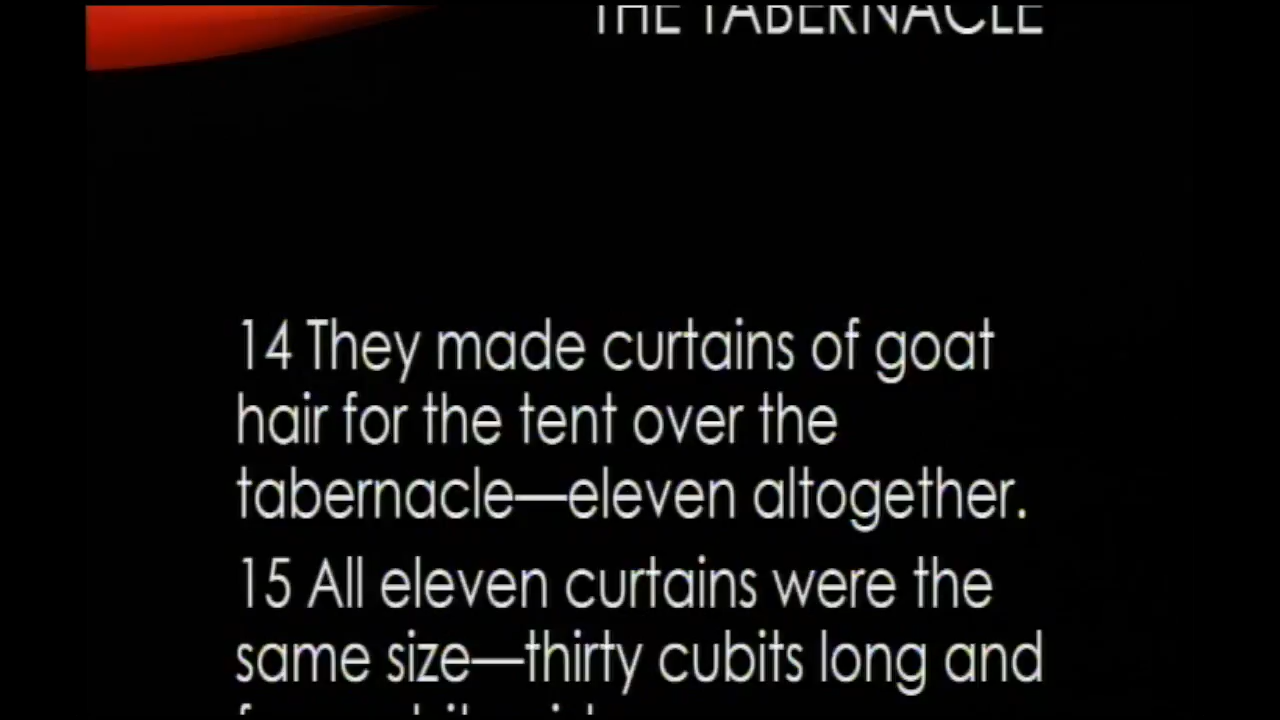 THE TABERNACLE
14 They made curtains of goat
hair for the tent over the
tabernacle—eleven altogether.
15 All eleven curtains were the
same size—thirty cubits long and